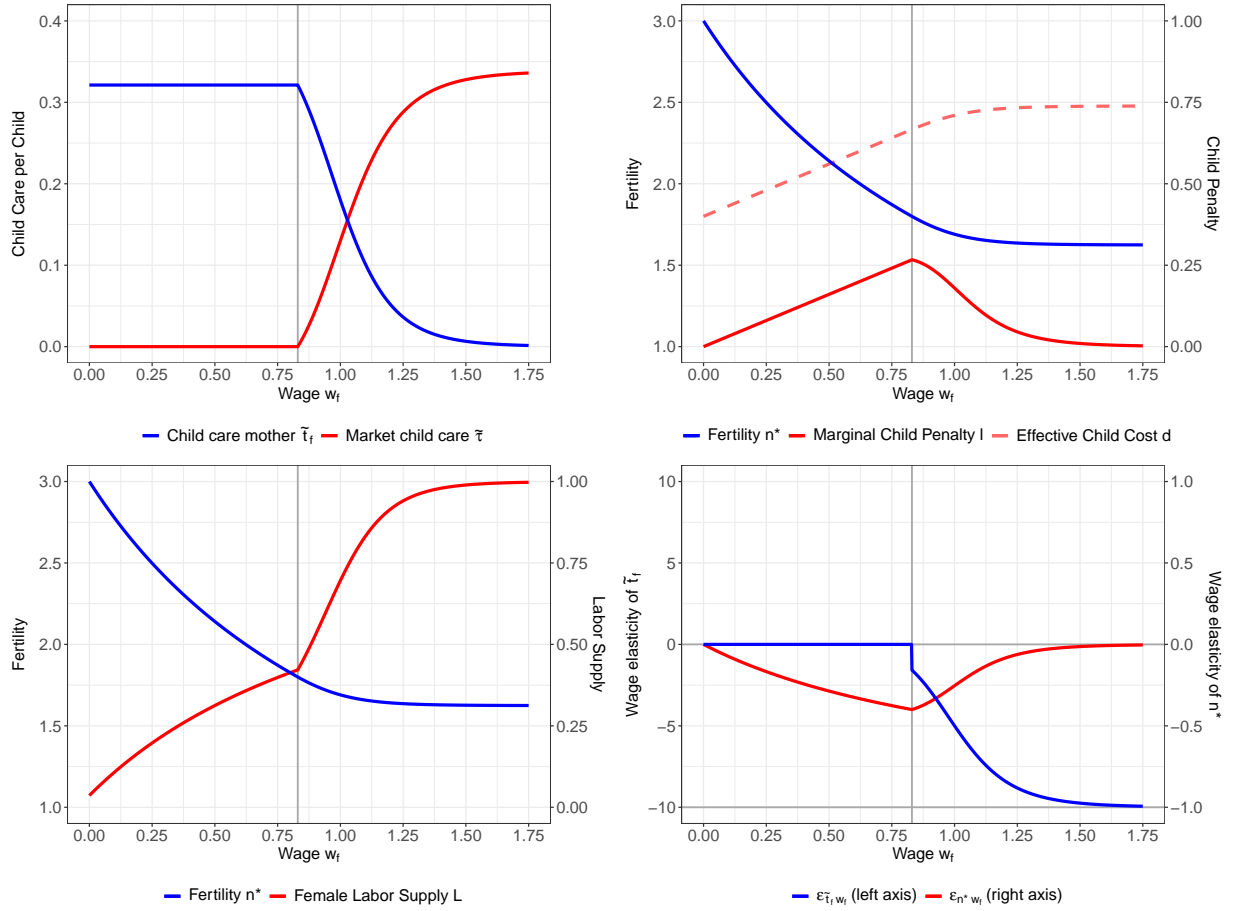 Child Care per Child
0.4
0.3
0.2
0.1
0.0
0.00 0.25 0.50 0.75 1.00 1.25 1.50 1.75
Wage w_f
Child care mother t̃_f Market child care τ̃
Fertility
3.0
2.5
2.0
1.5
1.0
Child Penalty
1.00
0.75
0.50
0.25
0.00
0.00 0.25 0.50 0.75 1.00 1.25 1.50 1.75
Wage w_f
Fertility n* Marginal Child Penalty l Effective Child Cost d
Fertility
3.0
2.5
2.0
1.5
1.0
Labor Supply
1.00
0.75
0.50
0.25
0.00
0.00 0.25 0.50 0.75 1.00 1.25 1.50 1.75
Wage w_f
Fertility n* Female Labor Supply L
Wage elasticity of t̃_f
10
5
0
−5
−10
Wage elasticity of n*
1.0
0.5
0.0
−0.5
−1.0
0.00 0.25 0.50 0.75 1.00 1.25 1.50 1.75
Wage w_f
ε_t̃_f w_f (left axis) ε_n* w_f (right axis)